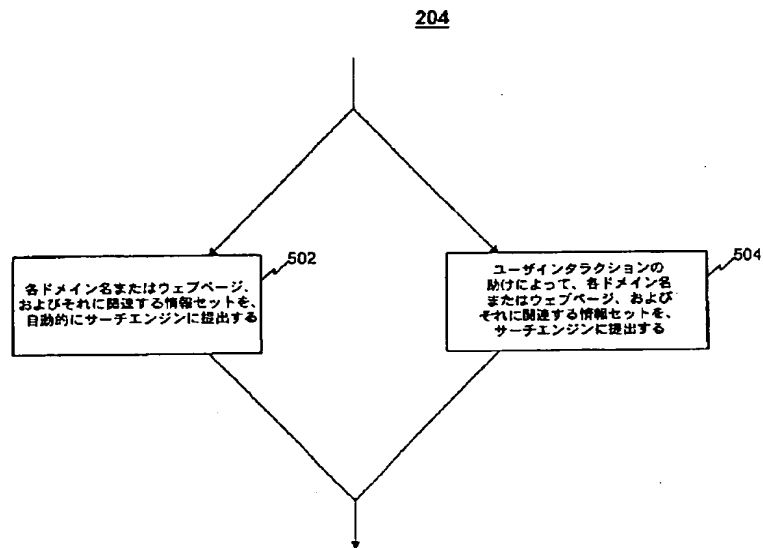 204
502
各ドメイン名またはウェブページ、
およびそれに関連する情報セットを、
自動的にサーチエンジンに提出する
504
ユーザインタラクションの
助けによって、各ドメイン名
またはウェブページ、および
それに関連する情報セットを、
サーチエンジンに提出する